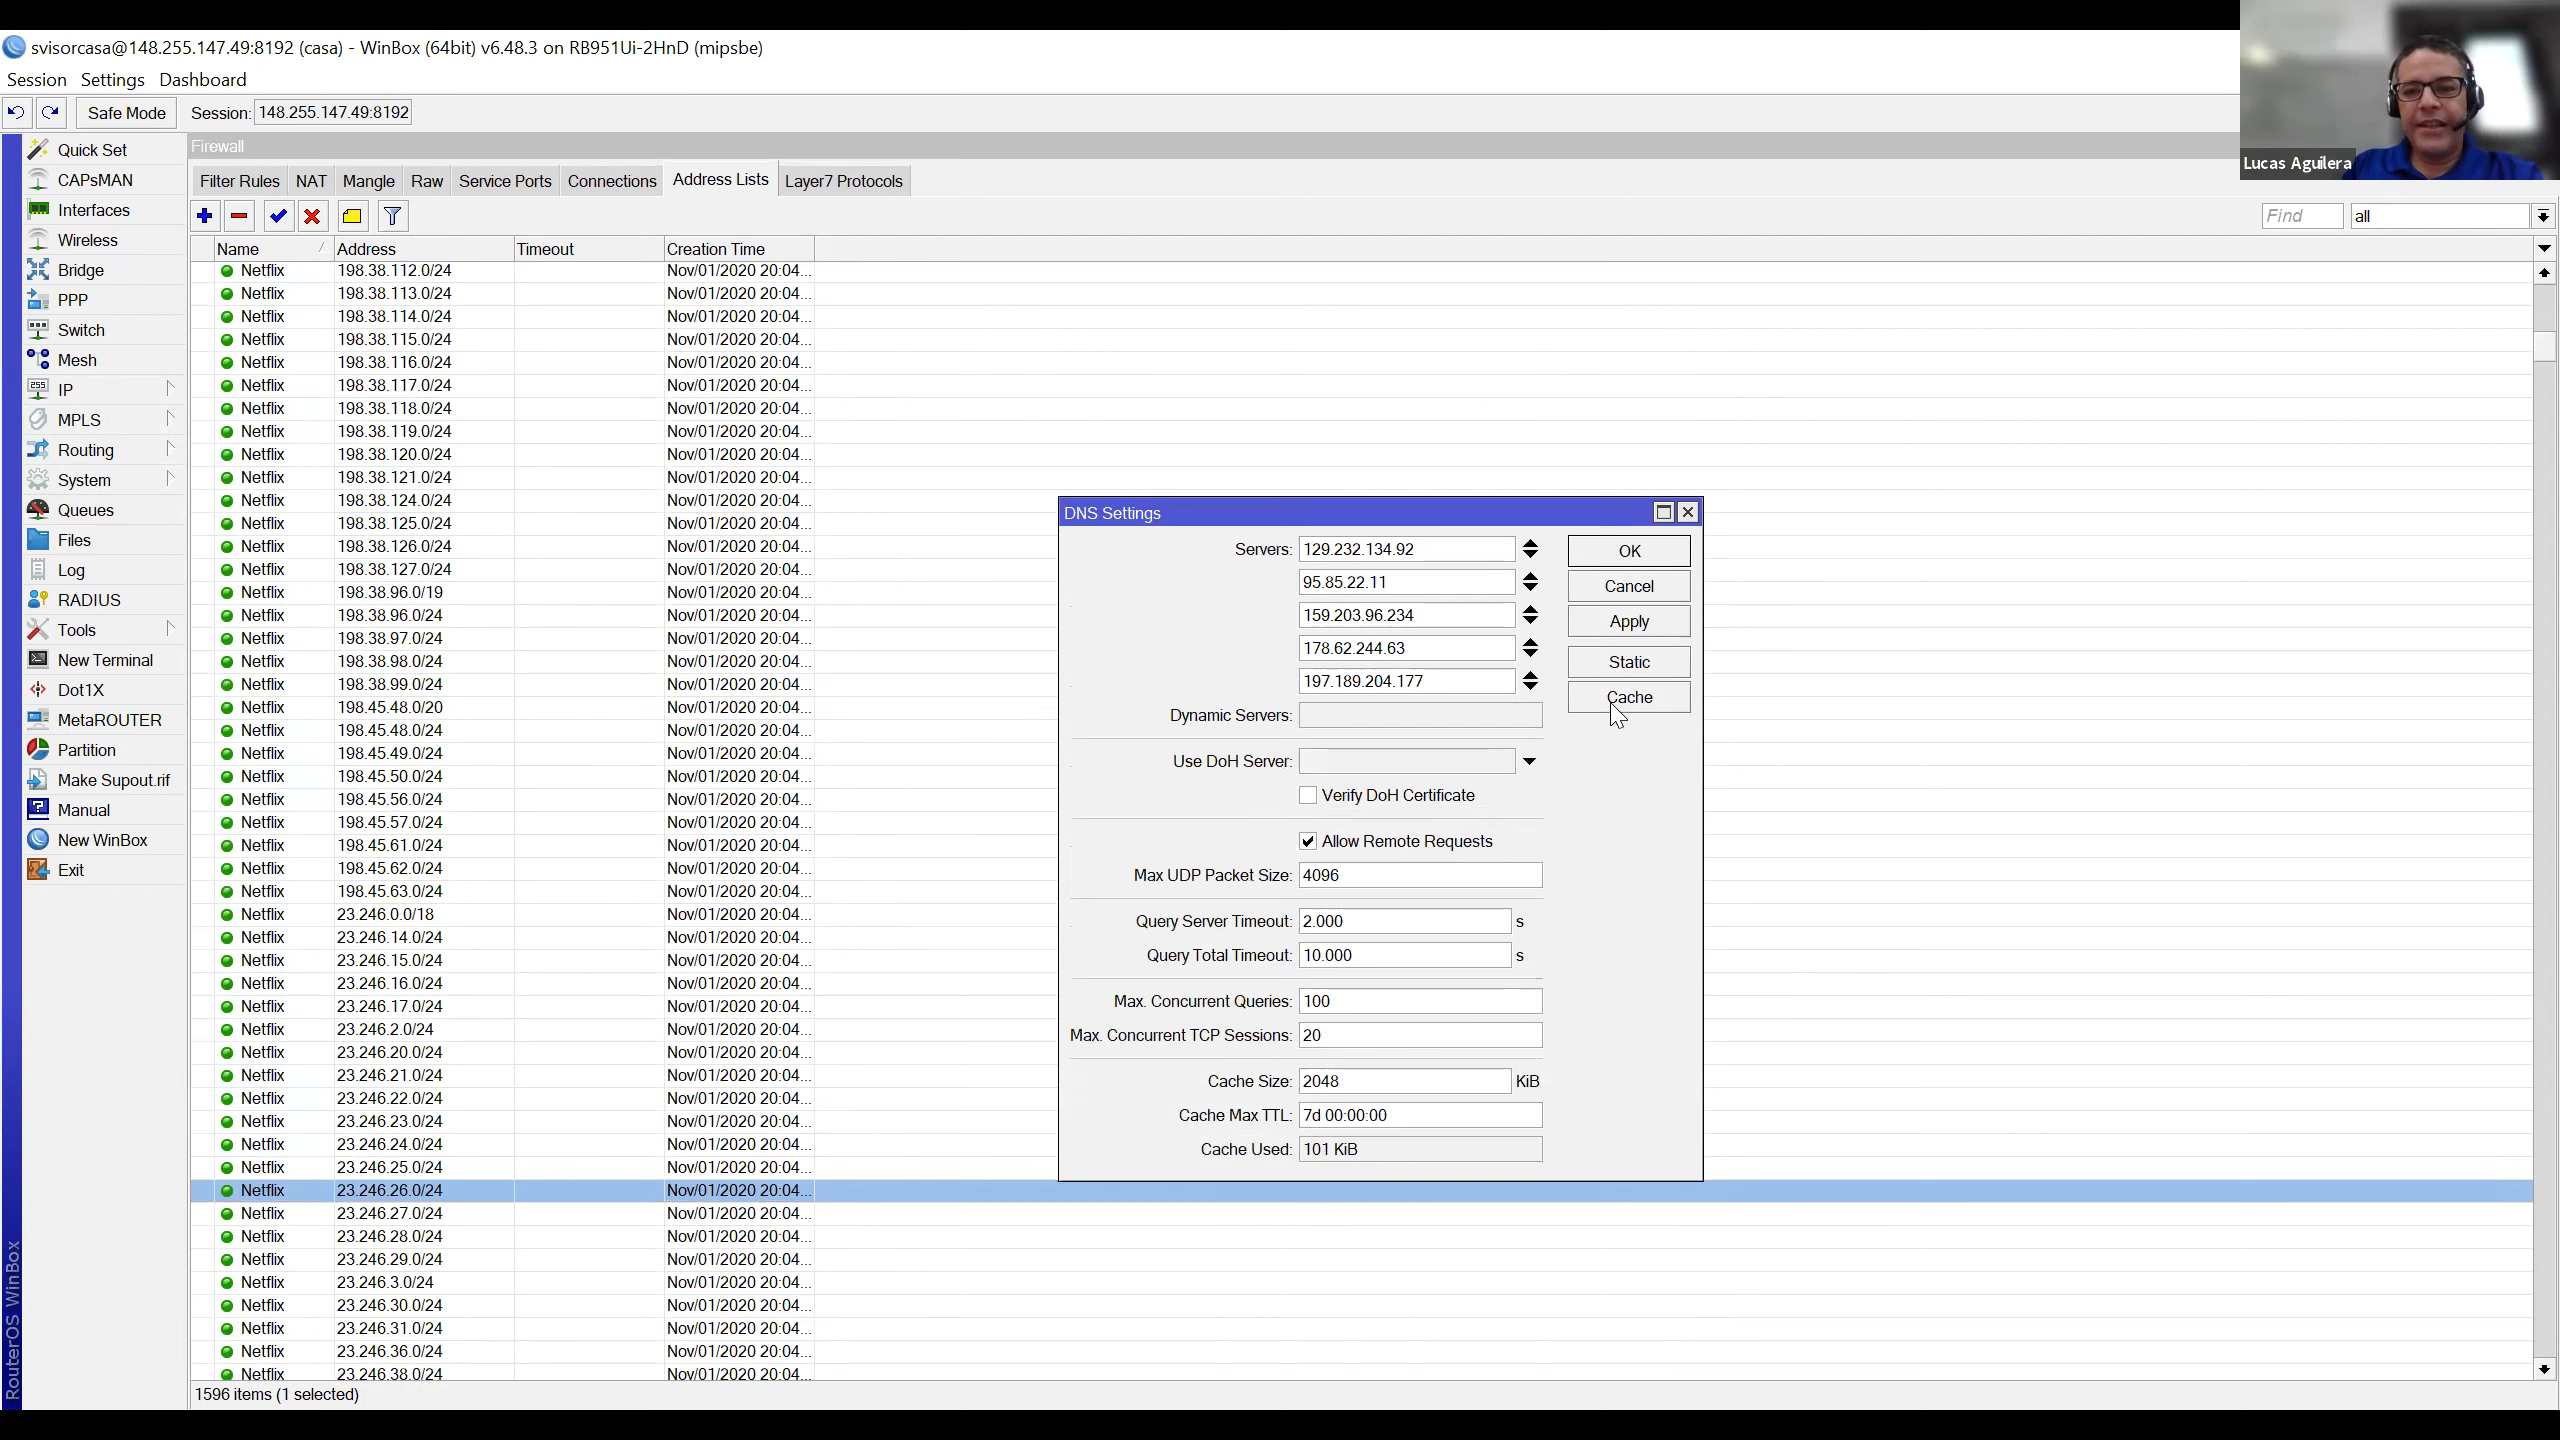 svisorcasa@148.255.147.49:8192 (casa) - WinBox (64bit) v6.48.3 on RB951Ui-2HnD (mipsbe)
Session Settings Dashboard
Safe Mode Session: 148.255.147.49:8192
Lucas Aguilera
Quick Set
CAPsMAN
Interfaces
Wireless
Bridge
PPP
Switch
Mesh
IP
MPLS
Routing
System
Queues
Files
Log
RADIUS
Tools
New Terminal
Dot1X
MetaROUTER
Partition
Make Supout.rif
Manual
New WinBox
Exit
RouterOS WinBox
Firewall
Filter Rules NAT Mangle Raw Service Ports Connections Address Lists Layer7 Protocols
Find all
Name Address Timeout Creation Time
Netflix 198.38.112.0/24 Nov/01/2020 20:04...
Netflix 198.38.113.0/24 Nov/01/2020 20:04...
Netflix 198.38.114.0/24 Nov/01/2020 20:04...
Netflix 198.38.115.0/24 Nov/01/2020 20:04...
Netflix 198.38.116.0/24 Nov/01/2020 20:04...
Netflix 198.38.117.0/24 Nov/01/2020 20:04...
Netflix 198.38.118.0/24 Nov/01/2020 20:04...
Netflix 198.38.119.0/24 Nov/01/2020 20:04...
Netflix 198.38.120.0/24 Nov/01/2020 20:04...
Netflix 198.38.121.0/24 Nov/01/2020 20:04...
Netflix 198.38.124.0/24 Nov/01/2020 20:04...
Netflix 198.38.125.0/24 Nov/01/2020 20:04...
Netflix 198.38.126.0/24 Nov/01/2020 20:04...
Netflix 198.38.127.0/24 Nov/01/2020 20:04...
Netflix 198.38.96.0/19 Nov/01/2020 20:04...
Netflix 198.38.96.0/24 Nov/01/2020 20:04...
Netflix 198.38.97.0/24 Nov/01/2020 20:04...
Netflix 198.38.98.0/24 Nov/01/2020 20:04...
Netflix 198.38.99.0/24 Nov/01/2020 20:04...
Netflix 198.45.48.0/20 Nov/01/2020 20:04...
Netflix 198.45.48.0/24 Nov/01/2020 20:04...
Netflix 198.45.49.0/24 Nov/01/2020 20:04...
Netflix 198.45.50.0/24 Nov/01/2020 20:04...
Netflix 198.45.56.0/24 Nov/01/2020 20:04...
Netflix 198.45.57.0/24 Nov/01/2020 20:04...
Netflix 198.45.61.0/24 Nov/01/2020 20:04...
Netflix 198.45.62.0/24 Nov/01/2020 20:04...
Netflix 198.45.63.0/24 Nov/01/2020 20:04...
Netflix 23.246.0.0/18 Nov/01/2020 20:04...
Netflix 23.246.14.0/24 Nov/01/2020 20:04...
Netflix 23.246.15.0/24 Nov/01/2020 20:04...
Netflix 23.246.16.0/24 Nov/01/2020 20:04...
Netflix 23.246.17.0/24 Nov/01/2020 20:04...
Netflix 23.246.2.0/24 Nov/01/2020 20:04...
Netflix 23.246.20.0/24 Nov/01/2020 20:04...
Netflix 23.246.21.0/24 Nov/01/2020 20:04...
Netflix 23.246.22.0/24 Nov/01/2020 20:04...
Netflix 23.246.23.0/24 Nov/01/2020 20:04...
Netflix 23.246.24.0/24 Nov/01/2020 20:04...
Netflix 23.246.25.0/24 Nov/01/2020 20:04...
Netflix 23.246.26.0/24 Nov/01/2020 20:04...
Netflix 23.246.27.0/24 Nov/01/2020 20:04...
Netflix 23.246.28.0/24 Nov/01/2020 20:04...
Netflix 23.246.29.0/24 Nov/01/2020 20:04...
Netflix 23.246.3.0/24 Nov/01/2020 20:04...
Netflix 23.246.30.0/24 Nov/01/2020 20:04...
Netflix 23.246.31.0/24 Nov/01/2020 20:04...
Netflix 23.246.36.0/24 Nov/01/2020 20:04...
Netflix 23.246.38.0/24 Nov/01/2020 20:04...
1596 items (1 selected)
DNS Settings
Servers: 129.232.134.92
95.85.22.11
159.203.96.234
178.62.244.63
197.189.204.177
Dynamic Servers:
Use DoH Server:
Verify DoH Certificate
Allow Remote Requests
Max UDP Packet Size: 4096
Query Server Timeout: 2.000 s
Query Total Timeout: 10.000 s
Max. Concurrent Queries: 100
Max. Concurrent TCP Sessions: 20
Cache Size: 2048 KiB
Cache Max TTL: 7d 00:00:00
Cache Used: 101 KiB
OK
Cancel
Apply
Static
Cache